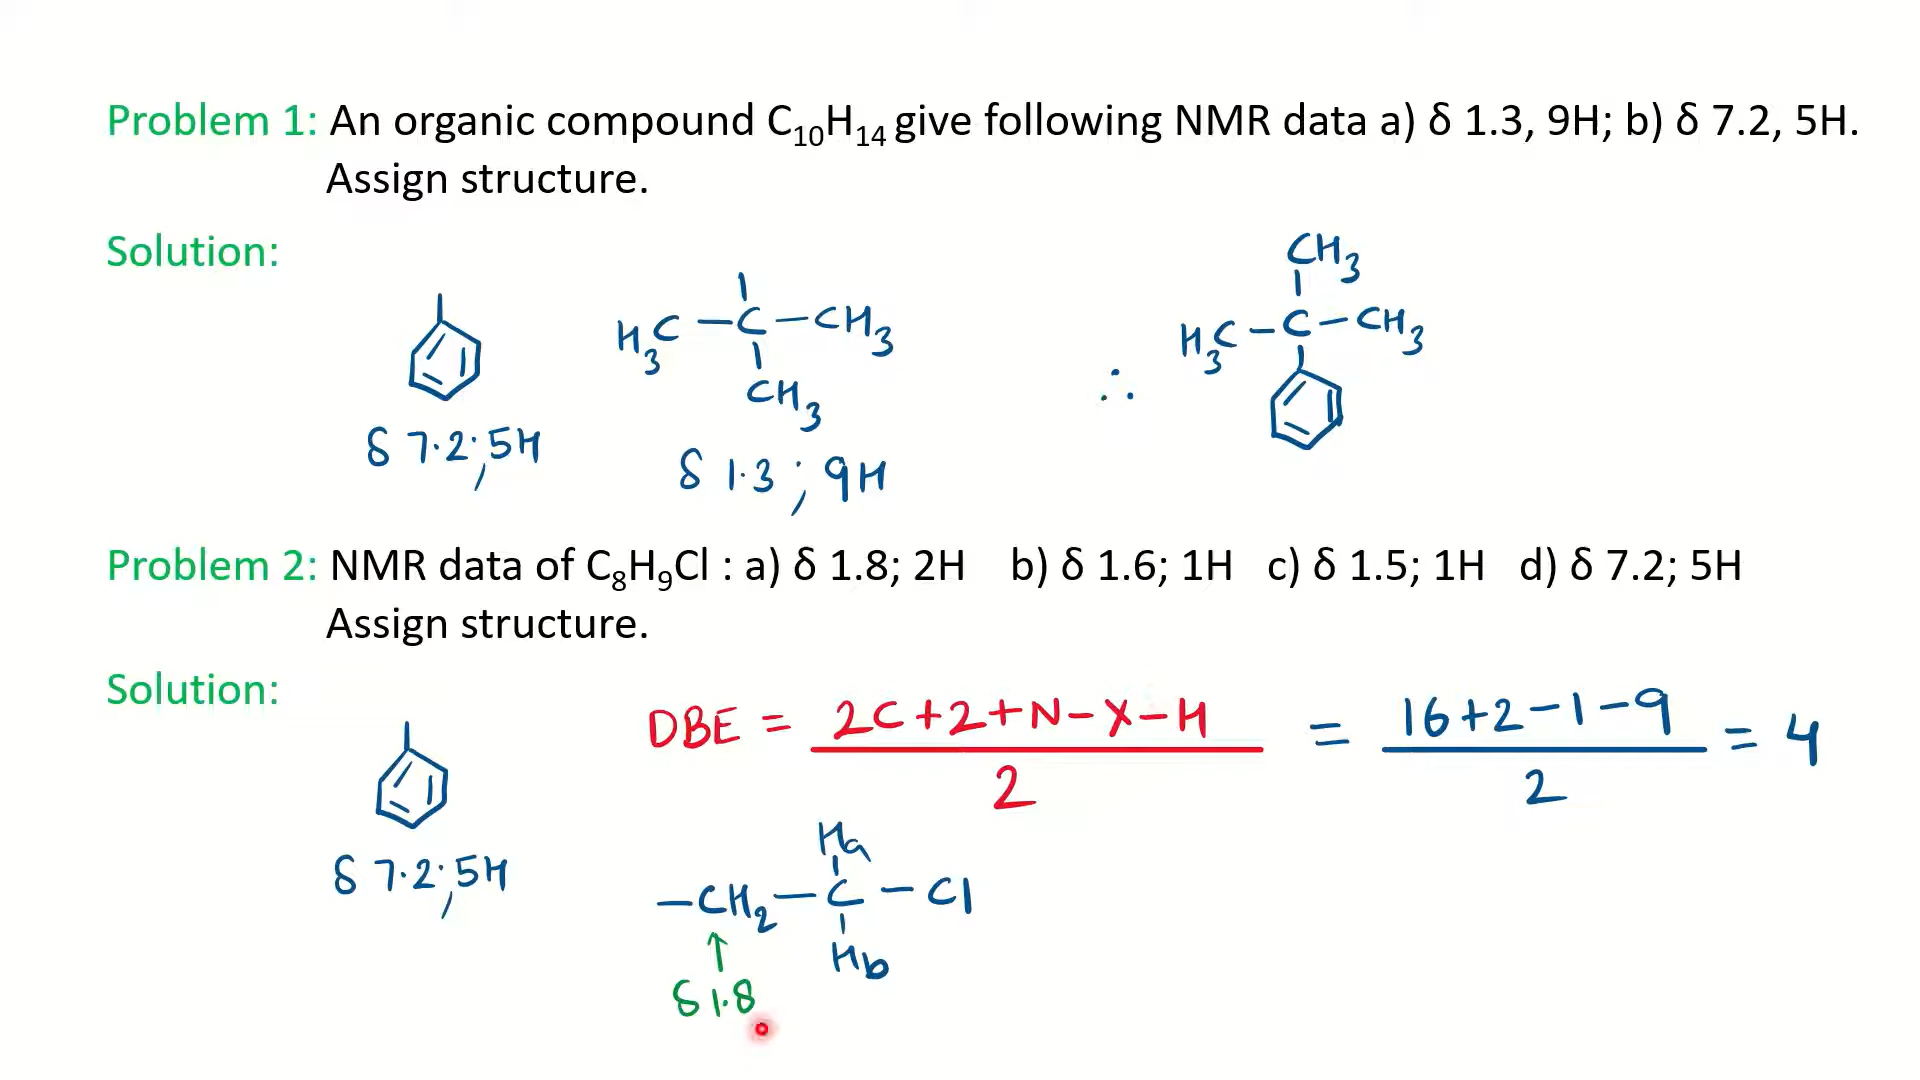 Problem 1: An organic compound C₁₀H₁₄ give following NMR data a) δ 1.3, 9H; b) δ 7.2, 5H.
Assign structure.
Solution:
CH₃
H₃C – C – CH₃
CH₃
H₃C – C – CH₃
∴
δ 7.2; 5H
δ 1.3; 9H
Problem 2: NMR data of C₈H₉Cl : a) δ 1.8; 2H b) δ 1.6; 1H c) δ 1.5; 1H d) δ 7.2; 5H
Assign structure.
Solution:
DBE = 2C+2+N–X–H / 2 = 16+2–1–9 / 2 = 4
δ 7.2; 5H
Ha
–CH₂–C–Cl
Hb
δ 1.8